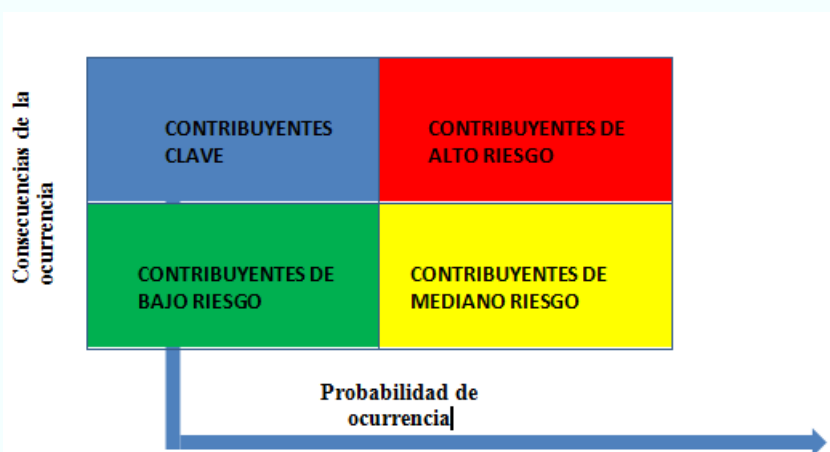 Consecuencias de la
ocurrencia
CONTRIBUYENTES
CLAVE
CONTRIBUYENTES DE
ALTO RIESGO
CONTRIBUYENTES DE
BAJO RIESGO
CONTRIBUYENTES DE
MEDIANO RIESGO
Probabilidad de
ocurrencia